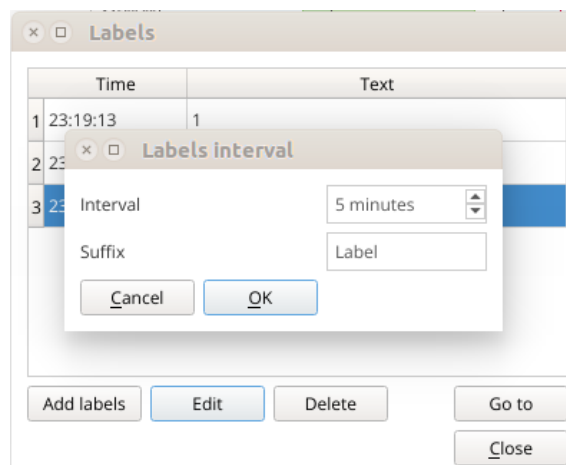 Labels
Time Text
1 23:19:13 1
Labels interval
2 23
Interval 5 minutes
3 23
Suffix Label
Cancel OK
Add labels Edit Delete Go to
Close